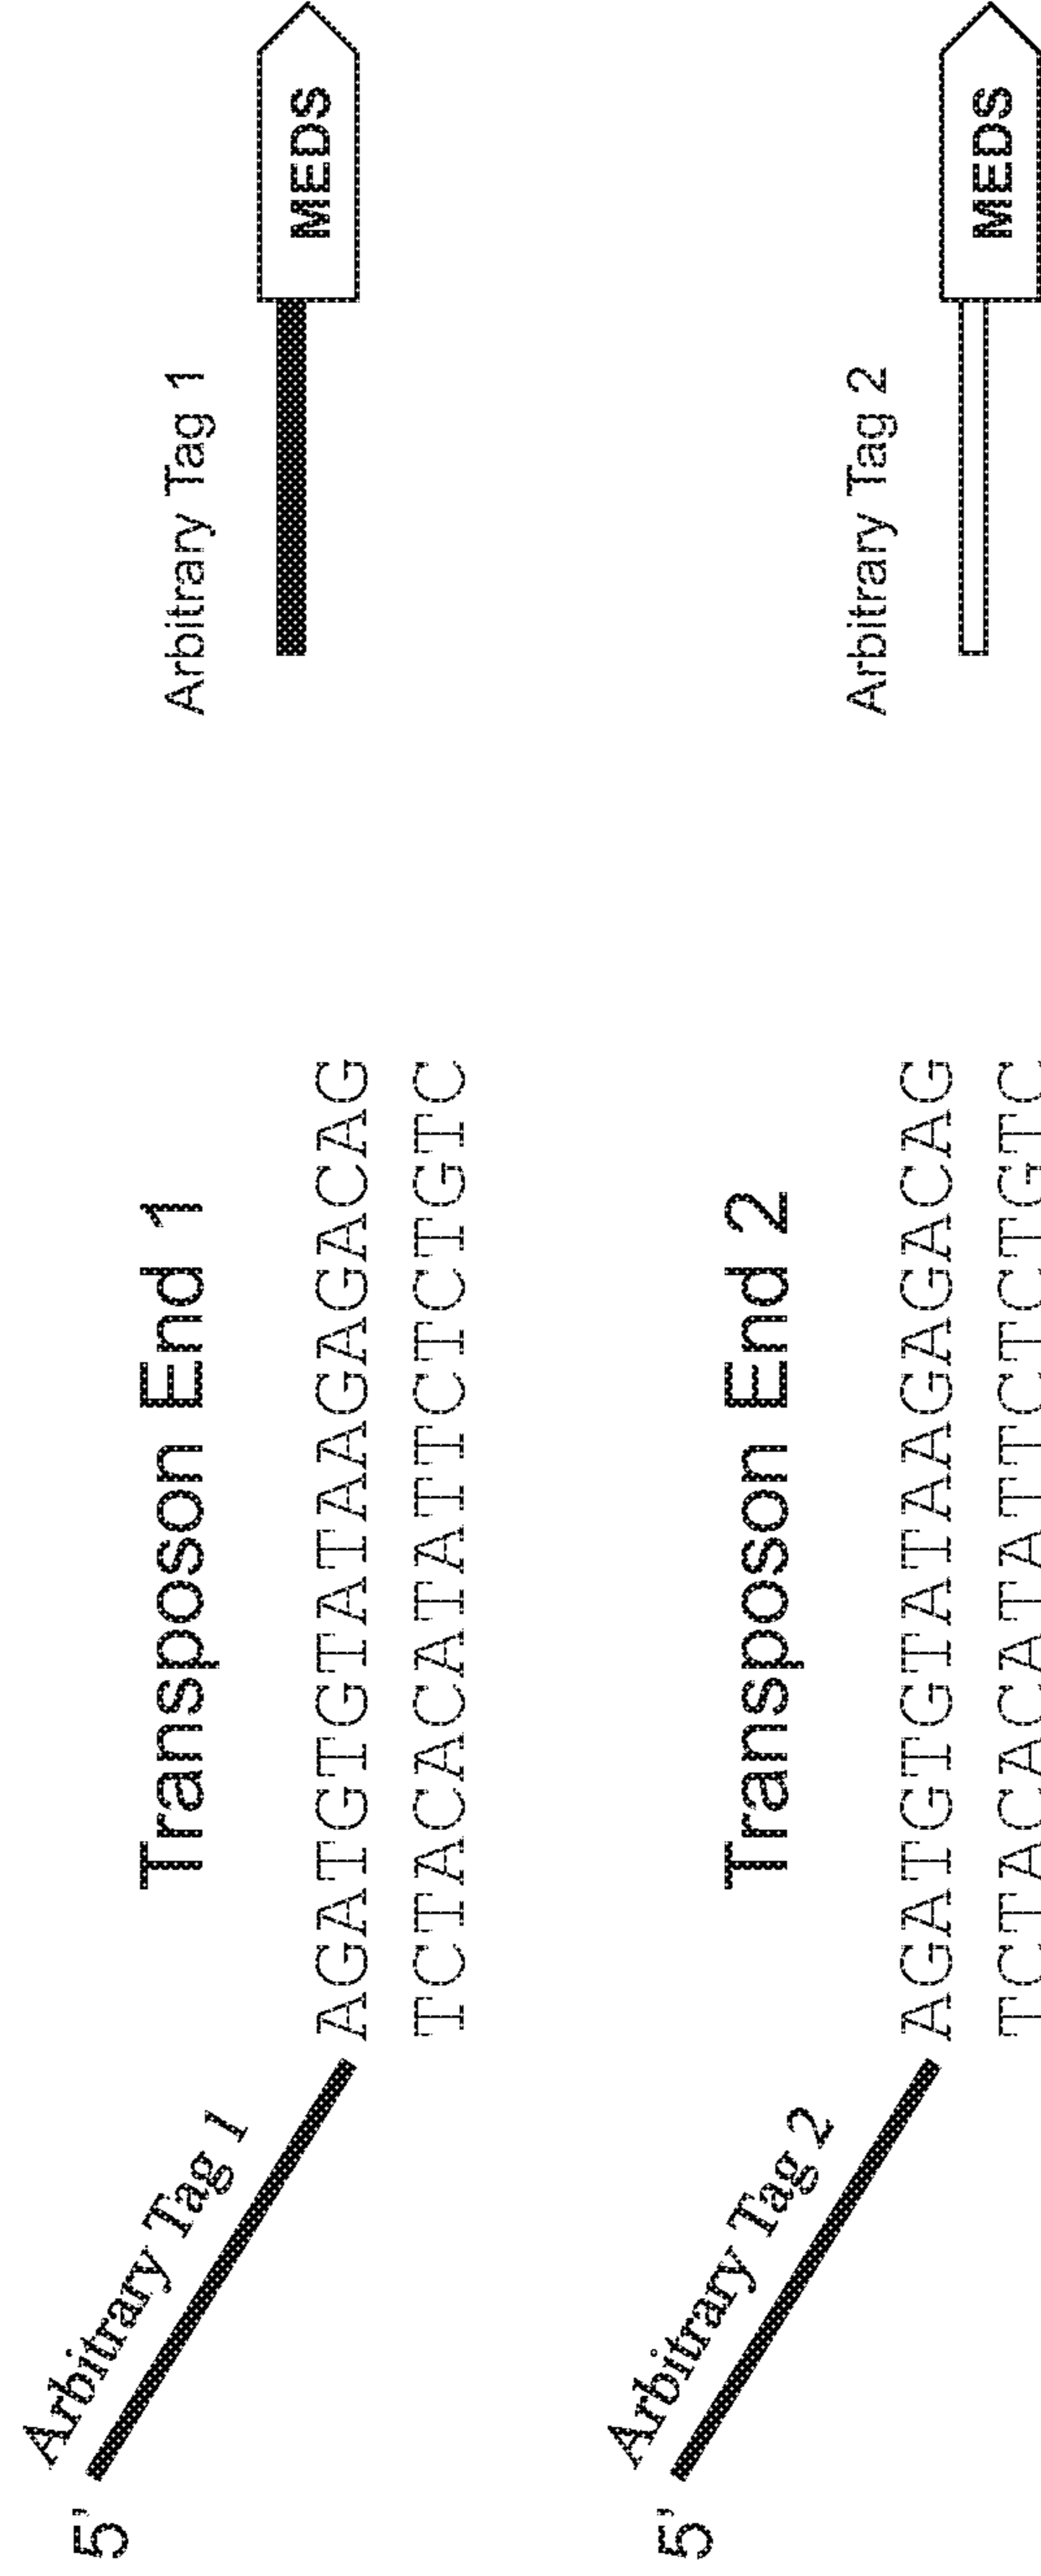 5' Arbitrary Tag 1
Transposon End 1
AGATGTGTATAAGAGACAG
TCTACACATATTCTCTGTC
Arbitrary Tag 1
MEDS
5' Arbitrary Tag 2
Transposon End 2
AGATGTGTATAAGAGACAG
TCTACACATATTCTCTGTC
Arbitrary Tag 2
MEDS